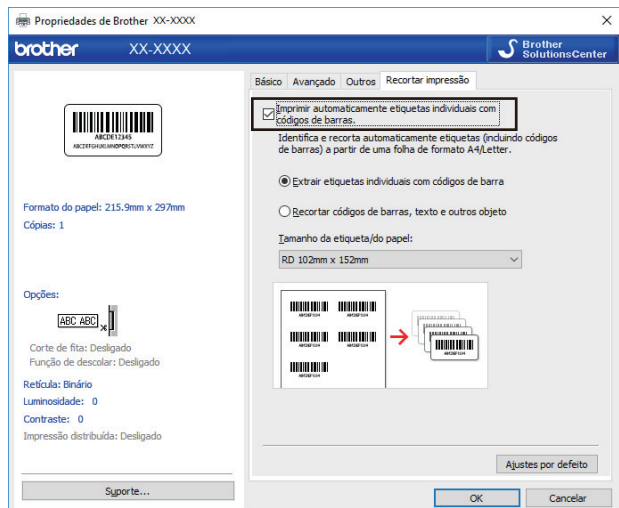 Propriedades de Brother XX-XXXX
brother XX-XXXX
Brother
SolutionsCenter
Básico Avançado Outros Recortar impressão
Imprimir automaticamente etiquetas individuais com
códigos de barras.
Identifica e recorta automaticamente etiquetas (incluindo códigos
de barras) a partir de uma folha de formato A4/Letter.
Extrair etiquetas individuais com códigos de barra
Recortar códigos de barras, texto e outros objeto
Tamanho da etiqueta/do papel:
RD 102mm x 152mm
ABCDE12345
Formato do papel: 215.9mm x 297mm
Cópias: 1
Opções:
ABC ABC
Corte de fita: Desligado
Função de descolar: Desligado
Retícula: Binário
Luminosidade: 0
Contraste: 0
Impressão distribuída: Desligado
Ajustes por defeito
Suporte...
OK Cancelar